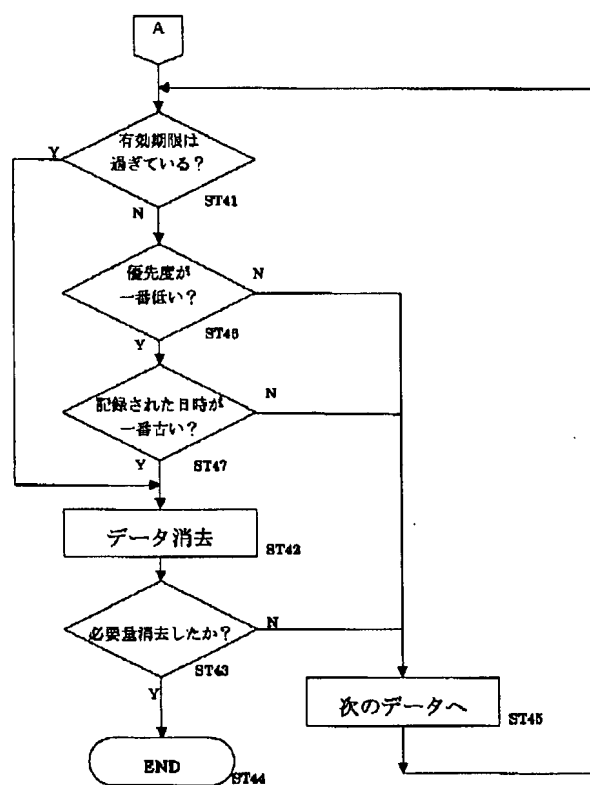 A
有効期限は
過ぎている？
Y
ST41
N
優先度が
一番低い？
N
ST46
Y
記録された日時が
一番古い？
N
ST47
Y
データ消去
ST42
必要量消去したか？
N
ST43
Y
次のデータへ
ST45
END
ST44